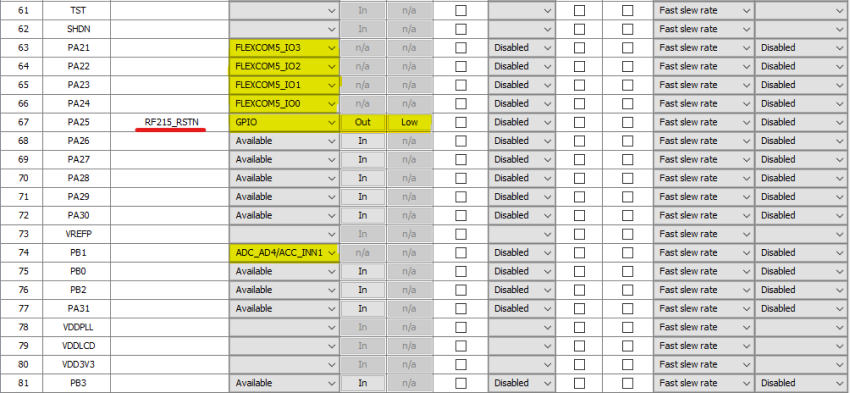 61 TST In n/a Fast slew rate
62 SHDN In n/a Fast slew rate
63 PA21 FLEXCOM5_IO3 n/a n/a Disabled Fast slew rate Disabled
64 PA22 FLEXCOM5_IO2 n/a n/a Disabled Fast slew rate Disabled
65 PA23 FLEXCOM5_IO1 n/a n/a Disabled Fast slew rate Disabled
66 PA24 FLEXCOM5_IO0 n/a n/a Disabled Fast slew rate Disabled
67 PA25 RF215_RSTN GPIO Out Low Disabled Fast slew rate Disabled
68 PA26 Available In n/a Disabled Fast slew rate Disabled
69 PA27 Available In n/a Disabled Fast slew rate Disabled
70 PA28 Available In n/a Disabled Fast slew rate Disabled
71 PA29 Available In n/a Disabled Fast slew rate Disabled
72 PA30 Available In n/a Disabled Fast slew rate Disabled
73 VREFP In n/a Fast slew rate
74 PB1 ADC_AD4/ACC_INN1 n/a n/a Disabled Fast slew rate Disabled
75 PB0 Available In n/a Disabled Fast slew rate Disabled
76 PB2 Available In n/a Disabled Fast slew rate Disabled
77 PA31 Available In n/a Disabled Fast slew rate Disabled
78 VDDPLL In n/a Fast slew rate
79 VDDLCD In n/a Fast slew rate
80 VDD3V3 In n/a Fast slew rate
81 PB3 Available In n/a Disabled Fast slew rate Disabled